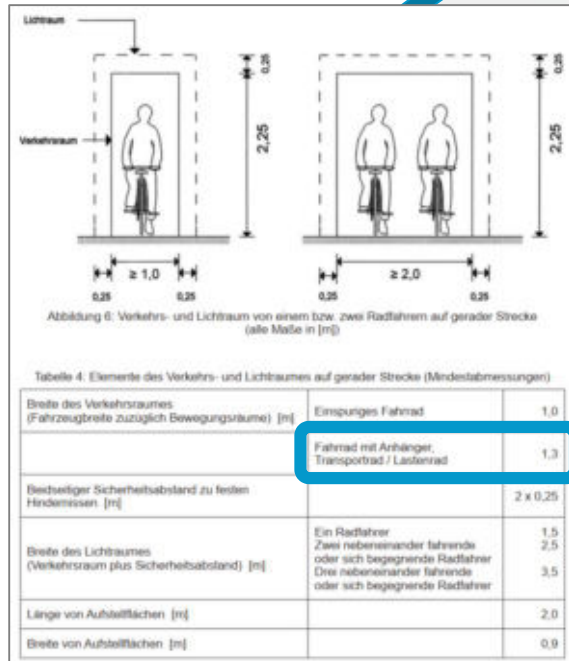 Lichtraum
Verkehrsraum
0,25
2,25
0,25
2,25
≥ 1,0
≥ 2,0
0,25
0,25
0,25
0,25
Abbildung 6: Verkehrs- und Lichtraum von einem bzw. zwei Radfahrern auf gerader Strecke
(alle Maße in [m])
Tabelle 4: Elemente des Verkehrs- und Lichtraumes auf gerader Strecke (Mindestabmessungen)
Breite des Verkehrsraumes
(Fahrzeugbreite zuzüglich Bewegungsräume) [m]
Einspuriges Fahrrad
1,0
Fahrrad mit Anhänger,
Transportrad / Lastenrad
1,3
Beidseitiger Sicherheitsabstand zu festen
Hindernissen [m]
2 x 0,25
Breite des Lichtraumes
(Verkehrsraum plus Sicherheitsabstand) [m]
Ein Radfahrer 1,5
Zwei nebeneinander fahrende 2,5
oder sich begegnende Radfahrer
Drei nebeneinander fahrende 3,5
oder sich begegnende Radfahrer
Länge von Aufstellflächen [m]
2,0
Breite von Aufstellflächen [m]
0,9